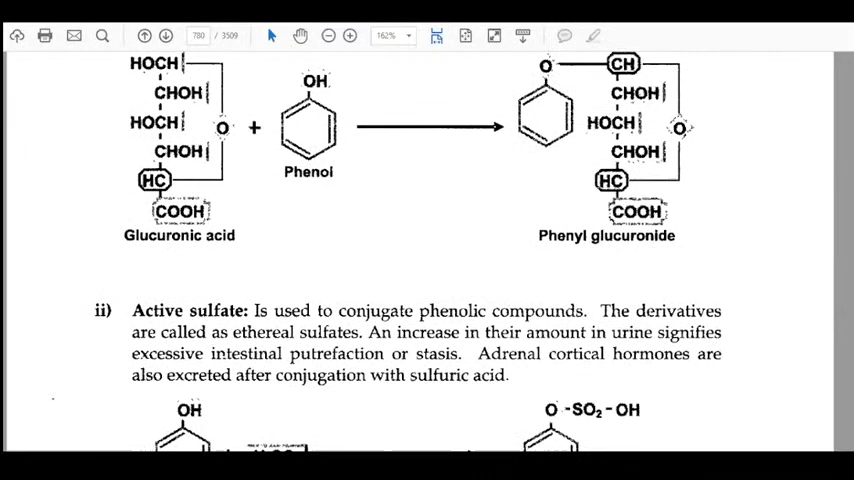 780 / 3509
162%
HOCH
CHOH
HOCH
CHOH
HC
O
COOH
Glucuronic acid
+
OH
Phenol
O
CH
CHOH
HOCH
CHOH
HC
O
COOH
Phenyl glucuronide
ii) Active sulfate: Is used to conjugate phenolic compounds. The derivatives
are called as ethereal sulfates. An increase in their amount in urine signifies
excessive intestinal putrefaction or stasis. Adrenal cortical hormones are
also excreted after conjugation with sulfuric acid.
OH
O -SO₂-OH